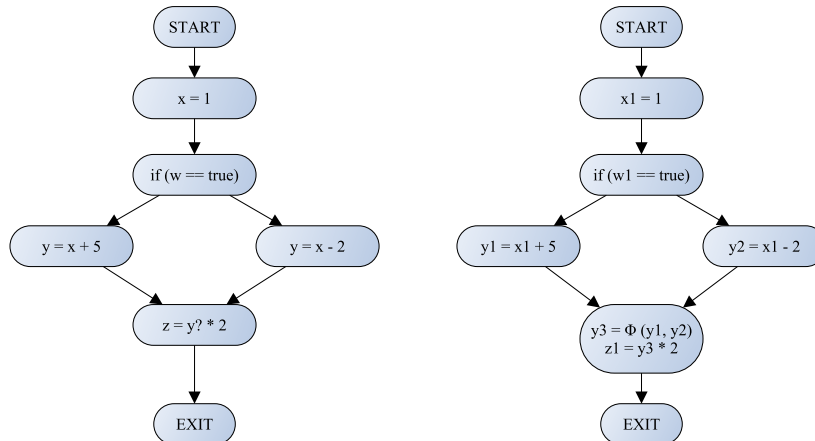 START
x = 1
if (w == true)
y = x + 5
y = x - 2
z = y? * 2
EXIT
START
x1 = 1
if (w1 == true)
y1 = x1 + 5
y2 = x1 - 2
y3 = Φ (y1, y2)
z1 = y3 * 2
EXIT